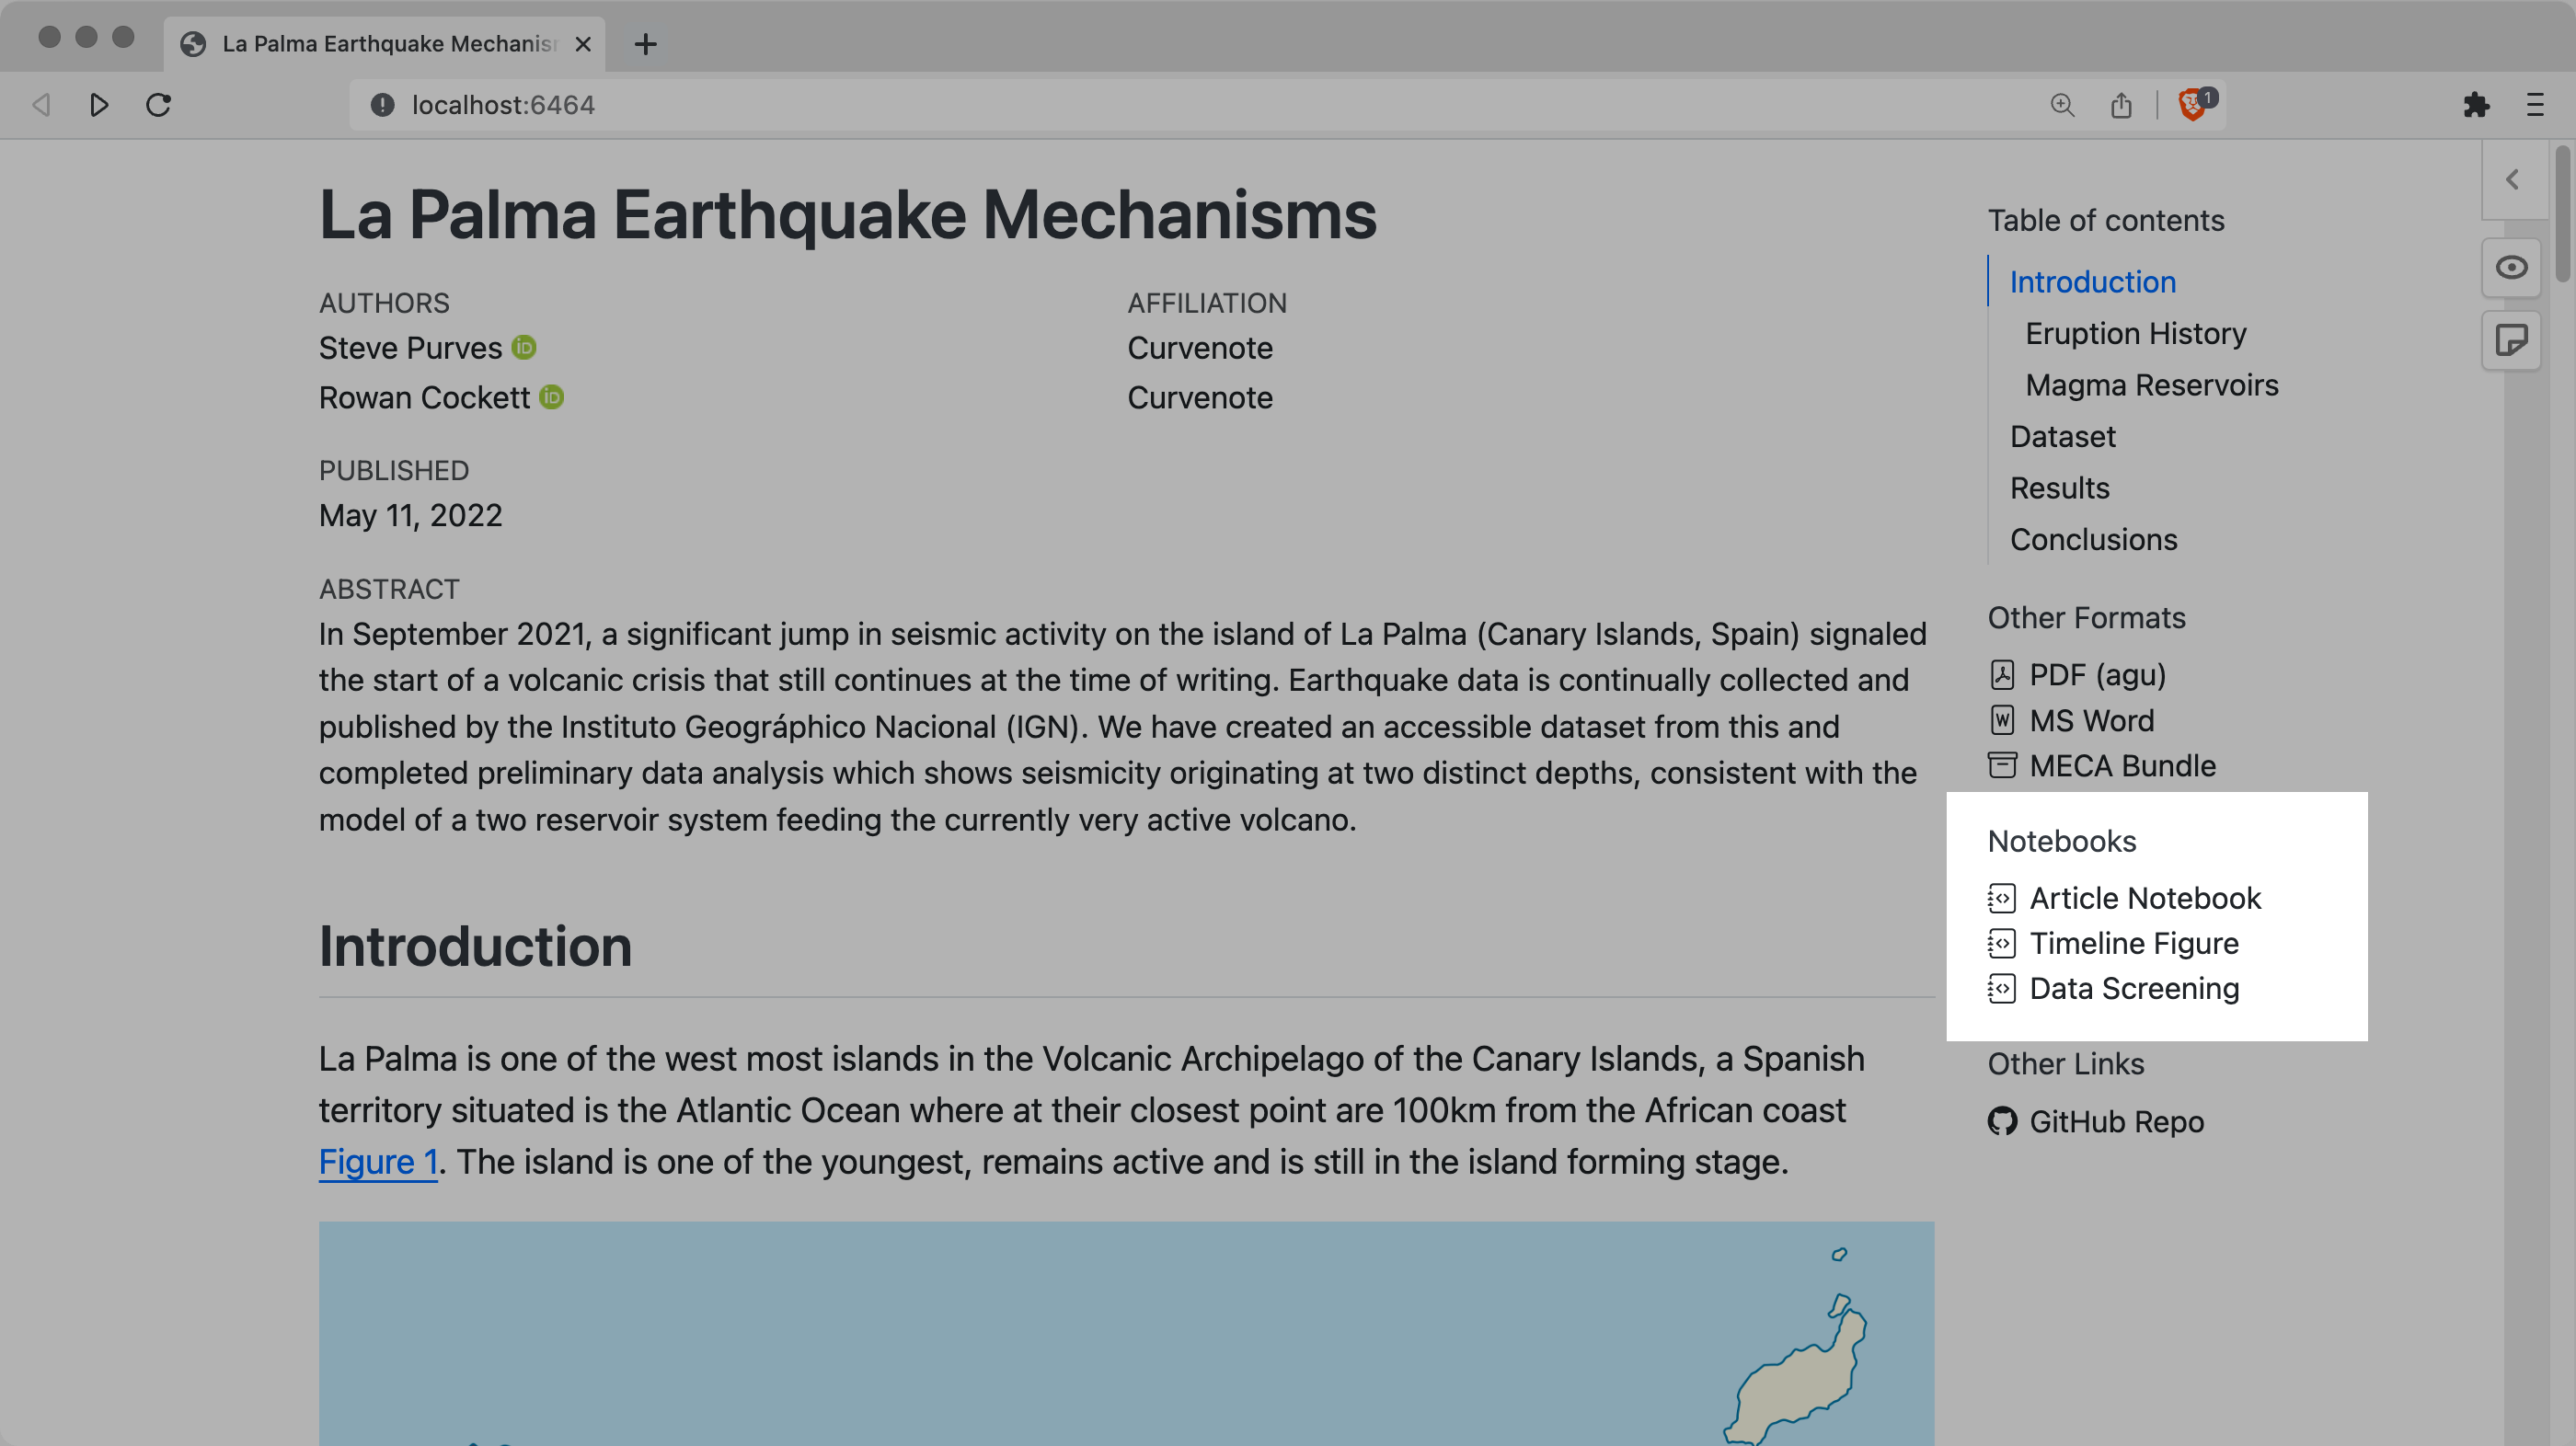 La Palma Earthquake Mechanis
localhost:6464
1
La Palma Earthquake Mechanisms
AUTHORS
AFFILIATION
Steve Purves iD
Curvenote
Rowan Cockett iD
Curvenote
PUBLISHED
May 11, 2022
ABSTRACT
In September 2021, a significant jump in seismic activity on the island of La Palma (Canary Islands, Spain) signaled
the start of a volcanic crisis that still continues at the time of writing. Earthquake data is continually collected and
published by the Instituto Geográphico Nacional (IGN). We have created an accessible dataset from this and
completed preliminary data analysis which shows seismicity originating at two distinct depths, consistent with the
model of a two reservoir system feeding the currently very active volcano.
Introduction
La Palma is one of the west most islands in the Volcanic Archipelago of the Canary Islands, a Spanish
territory situated is the Atlantic Ocean where at their closest point are 100km from the African coast
Figure 1. The island is one of the youngest, remains active and is still in the island forming stage.
Table of contents
Introduction
Eruption History
Magma Reservoirs
Dataset
Results
Conclusions
Other Formats
PDF (agu)
W MS Word
MECA Bundle
Notebooks
Article Notebook
Timeline Figure
Data Screening
Other Links
GitHub Repo